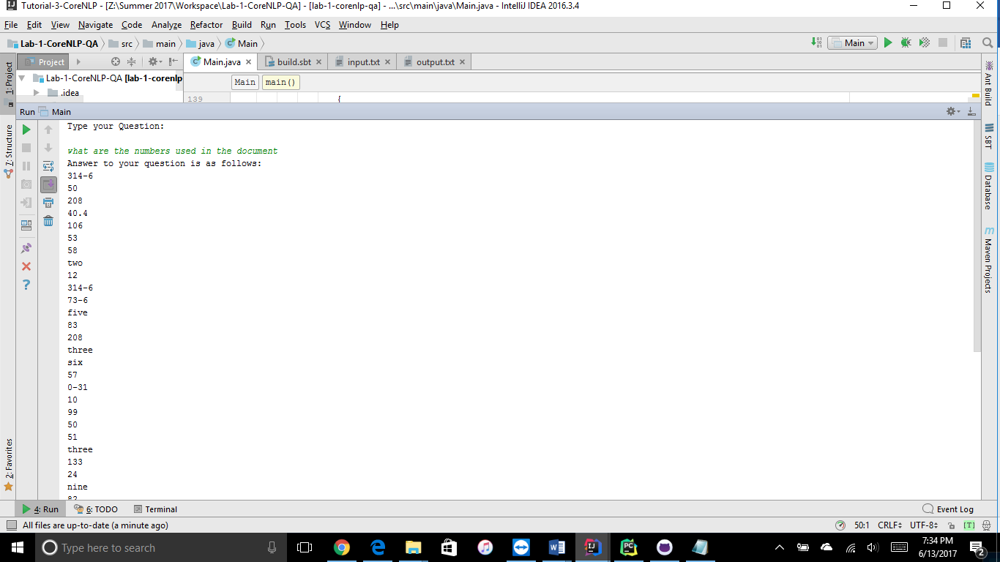 Tutorial-3-CoreNLP - [Z:\Summer 2017\Workspace\Lab-1-CoreNLP-QA] - [lab-1-corenlp-qa] - ...\src\main\java\Main.java - IntelliJ IDEA 2016.3.4
File Edit View Navigate Code Analyze Refactor Build Run Tools VCS Window Help
Lab-1-CoreNLP-QA src main java Main
Main
Project
Main.java build.sbt input.txt output.txt
Lab-1-CoreNLP-QA [lab-1-corenlp
.idea
Main main()
139 {
1: Project
7: Structure
2: Favorites
Ant Build
SBT
Database
Maven Projects
Run Main
Type your Question:
what are the numbers used in the document
Answer to your question is as follows:
314-6
50
208
40.4
106
53
58
two
12
314-6
73-6
five
83
208
three
six
57
0-31
10
99
50
51
three
133
24
nine
82
4: Run 6: TODO Terminal
Event Log
All files are up-to-date (a minute ago)
50:1 CRLF UTF-8 [T]
Type here to search
7:34 PM
6/13/2017
2